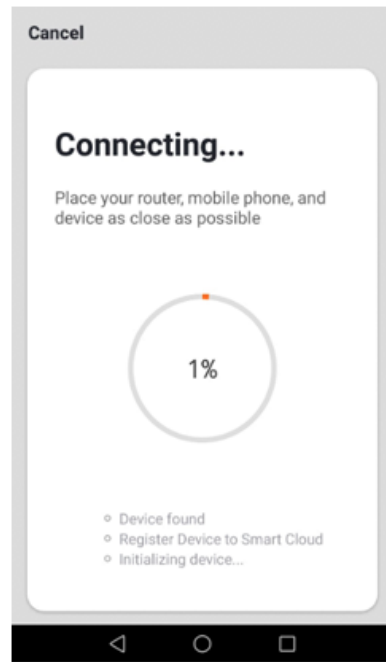 Cancel
Connecting...
Place your router, mobile phone, and
device as close as possible
1%
Device found
Register Device to Smart Cloud
Initializing device...